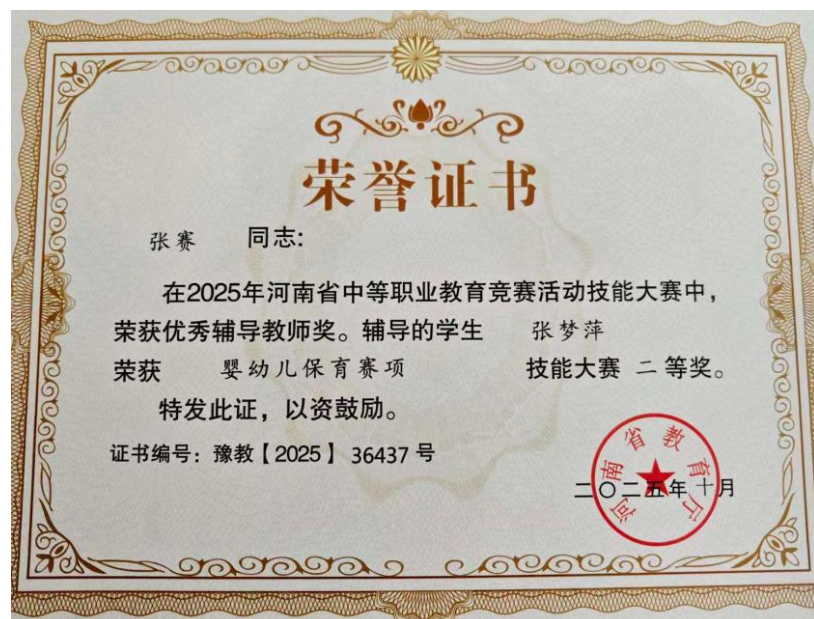 荣誉证书
张赛 同志:
在2025年河南省中等职业教育竞赛活动技能大赛中，
荣获优秀辅导教师奖。辅导的学生 张梦萍
荣获 婴幼儿保育赛项 技能大赛 二 等奖。
特发此证，以资鼓励。
证书编号：豫教【2025】36437 号
河南省教育厅
二〇二五年 十月